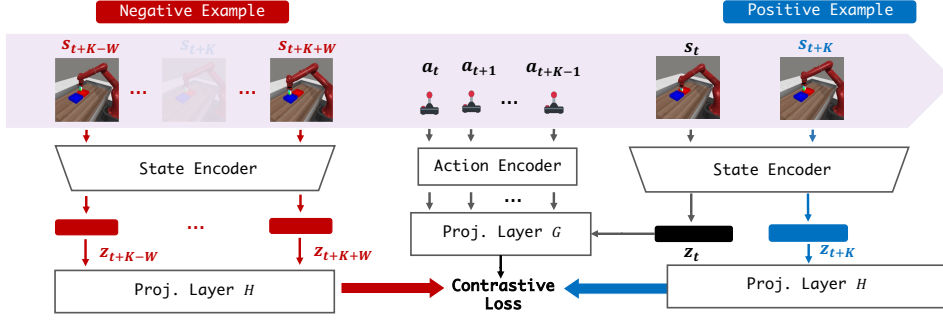 Negative Example
Positive Example
s_{t+K-W}
s_{t+K}
s_{t+K+W}
a_t
a_{t+1}
a_{t+K-1}
s_t
s_{t+K}
... ...
...
State Encoder
Action Encoder
State Encoder
...
...
Proj. Layer G
z_{t+K-W}
z_{t+K+W}
z_t
z_{t+K}
Proj. Layer H
Contrastive
Loss
Proj. Layer H